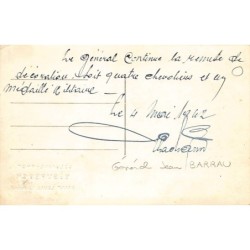 Le général continue la remise de
décoration. Soit quatre chevaliers et un
médaille militaire
Le 4 Mai 1942
Général Jean BARRAU